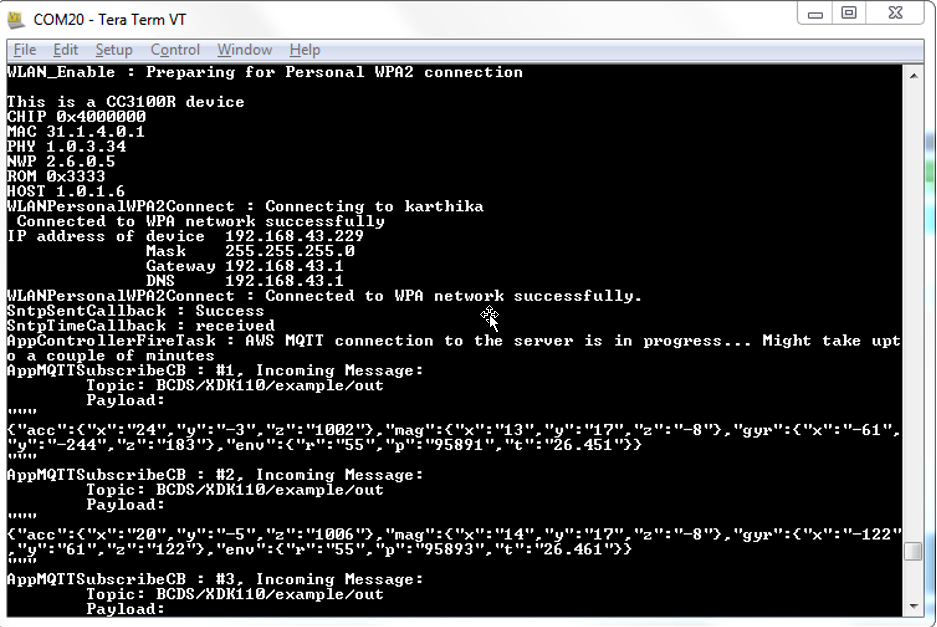 COM20 - Tera Term VT
File Edit Setup Control Window Help
WLAN_Enable : Preparing for Personal WPA2 connection
This is a CC3100R device
CHIP 0x4000000
MAC 31.1.4.0.1
PHY 1.0.3.34
NWP 2.6.0.5
ROM 0x3333
HOST 1.0.1.6
WLANPersonalWPA2Connect : Connecting to karthika
Connected to WPA network successfully
IP address of device 192.168.43.229
Mask 255.255.255.0
Gateway 192.168.43.1
DNS 192.168.43.1
WLANPersonalWPA2Connect : Connected to WPA network successfully.
SntpSentCallback : Success
SntpTimeCallback : received
AppControllerFireTask : AWS MQTT connection to the server is in progress... Might take upt
o a couple of minutes
AppMQTTSubscribeCB : #1, Incoming Message:
Topic: BCDS/XDK110/example/out
Payload:
"""
{"acc":{"x":"24","y":"-3","z":"1002"},"mag":{"x":"13","y":"17","z":"-8"},"gyr":{"x":"-61",
"y":"-244","z":"183"},"env":{"r":"55","p":"95891","t":"26.451"}}
"""
AppMQTTSubscribeCB : #2, Incoming Message:
Topic: BCDS/XDK110/example/out
Payload:
"""
{"acc":{"x":"20","y":"-5","z":"1006"},"mag":{"x":"14","y":"17","z":"-8"},"gyr":{"x":"-122"
,"y":"61","z":"122"},"env":{"r":"55","p":"95893","t":"26.461"}}
"""
AppMQTTSubscribeCB : #3, Incoming Message:
Topic: BCDS/XDK110/example/out
Payload: